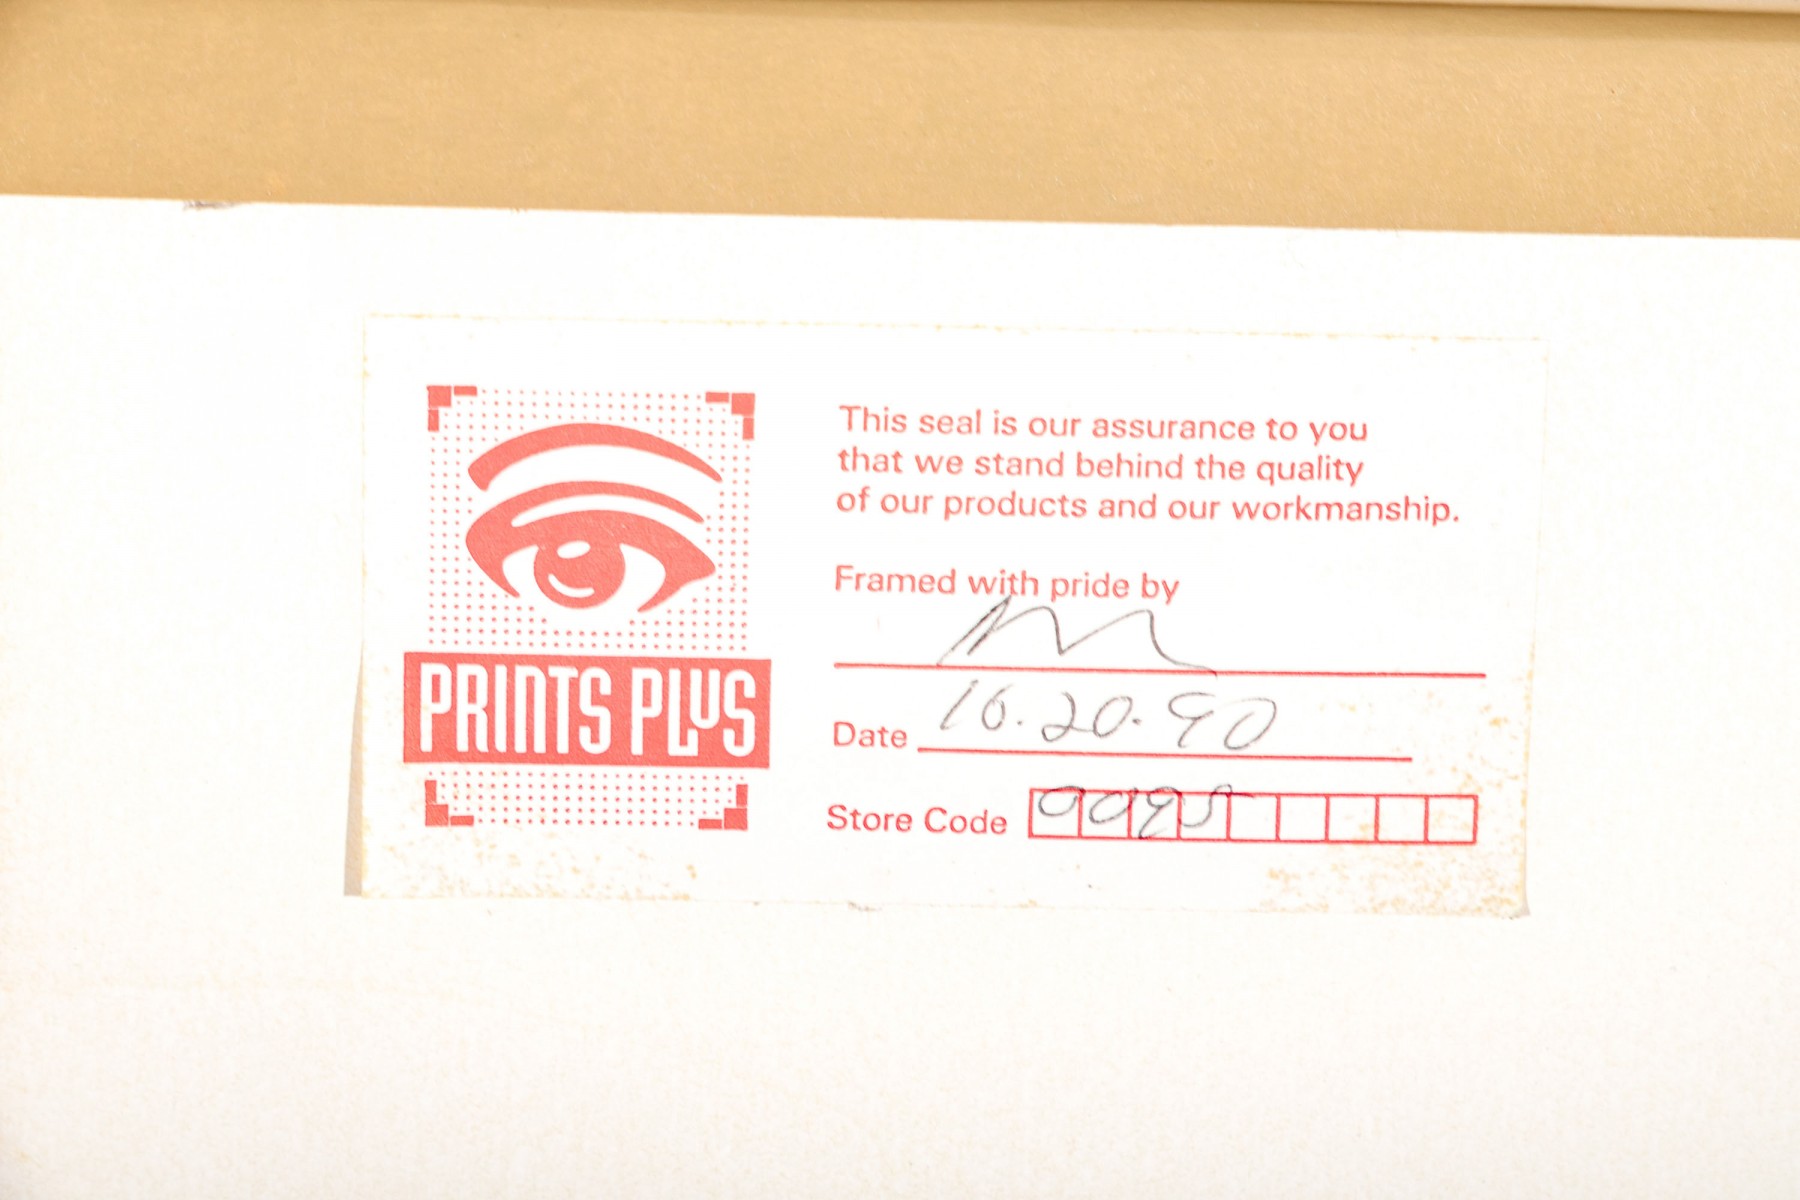 This seal is our assurance to you
that we stand behind the quality
of our products and our workmanship.
Framed with pride by
PRINTS PLUS
Date 10.20.90
Store Code 0095